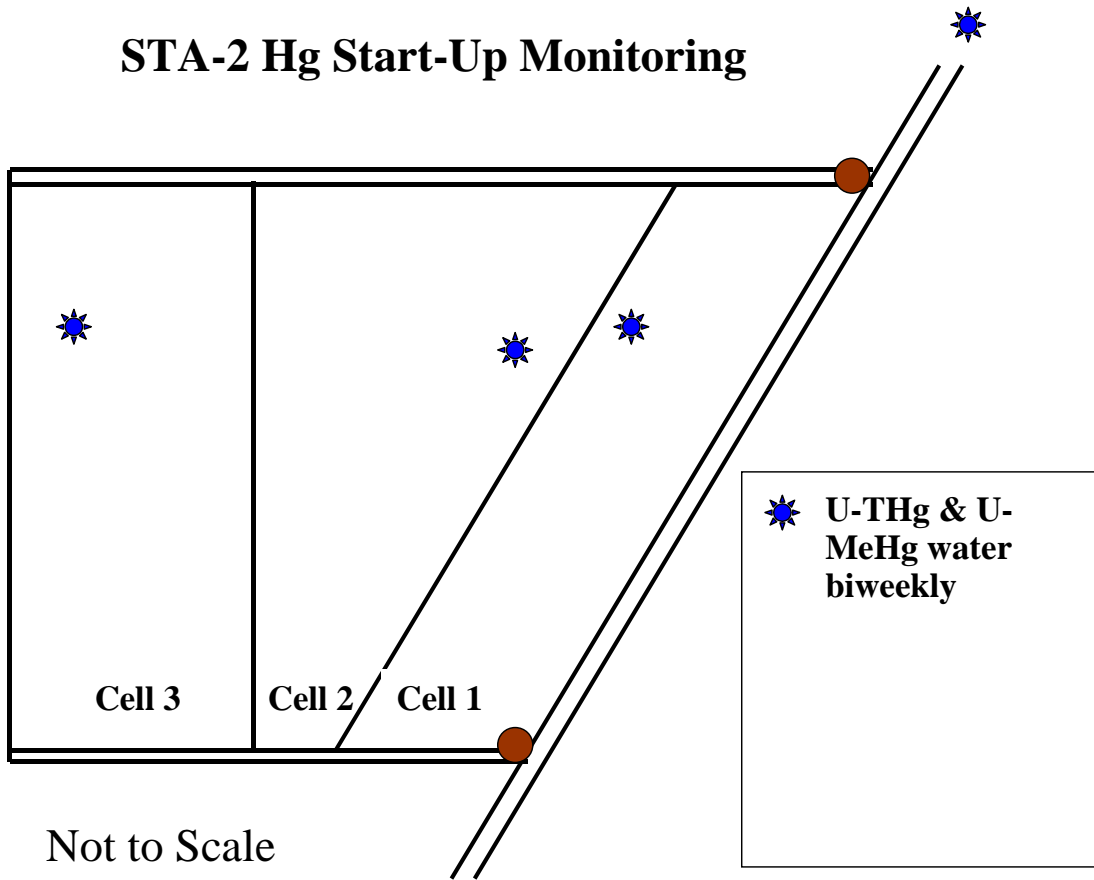 STA-2 Hg Start-Up Monitoring
U-THg & U-
MeHg water
biweekly
Cell 3
Cell 2
Cell 1
Not to Scale